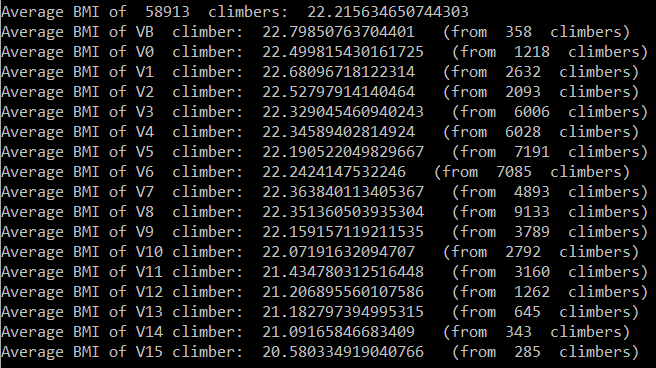 Average BMI of  58913  climbers:  22.215634650744303
Average BMI of VB  climber:  22.79850763704401   (from  358  climbers)
Average BMI of V0  climber:  22.499815430161725   (from  1218  climbers)
Average BMI of V1  climber:  22.68096718122314   (from  2632  climbers)
Average BMI of V2  climber:  22.52797914140464   (from  2093  climbers)
Average BMI of V3  climber:  22.329045460940243   (from  6006  climbers)
Average BMI of V4  climber:  22.34589402814924   (from  6028  climbers)
Average BMI of V5  climber:  22.190522049829667   (from  7191  climbers)
Average BMI of V6  climber:  22.2424147532246   (from  7085  climbers)
Average BMI of V7  climber:  22.363840113405367   (from  4893  climbers)
Average BMI of V8  climber:  22.351360503935304   (from  9133  climbers)
Average BMI of V9  climber:  22.159157119211535   (from  3789  climbers)
Average BMI of V10 climber:  22.07191632094707   (from  2792  climbers)
Average BMI of V11 climber:  21.434780312516448   (from  3160  climbers)
Average BMI of V12 climber:  21.206895560107586   (from  1262  climbers)
Average BMI of V13 climber:  21.182797394995315   (from  645  climbers)
Average BMI of V14 climber:  21.09165846683409   (from  343  climbers)
Average BMI of V15 climber:  20.580334919040766   (from  285  climbers)